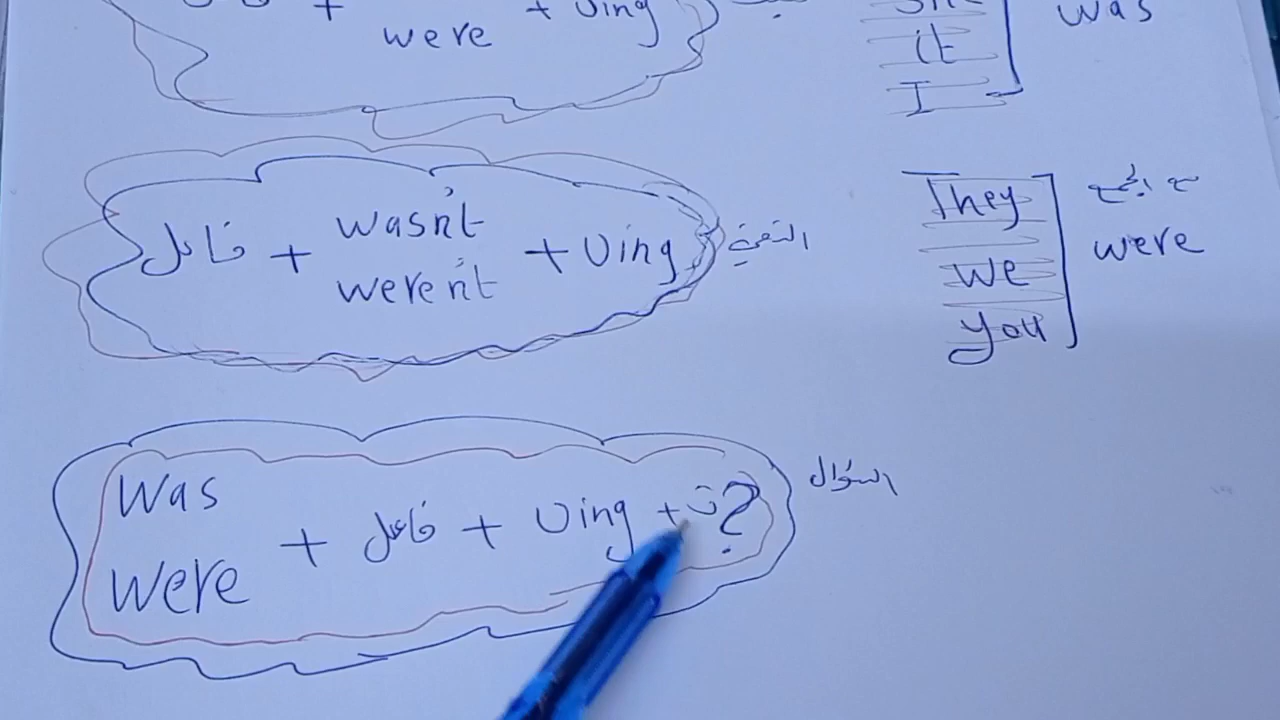 + were + Ving
it
I
was
فاعل + wasn't weren't + Ving
النفي
They
we
you
مع الجمع
were
Was were + فاعل + Ving + ت ?
السؤال